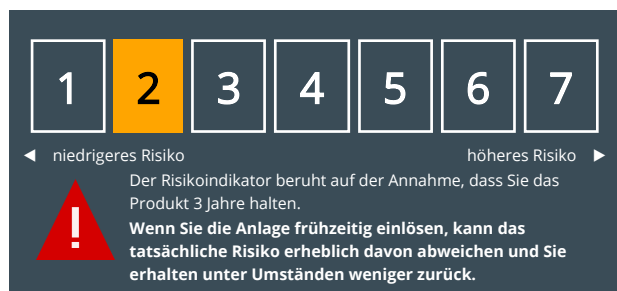 1 2 3 4 5 6 7
niedrigeres Risiko höheres Risiko
Der Risikoindikator beruht auf der Annahme, dass Sie das
Produkt 3 Jahre halten.
Wenn Sie die Anlage frühzeitig einlösen, kann das
tatsächliche Risiko erheblich davon abweichen und Sie
erhalten unter Umständen weniger zurück.
!